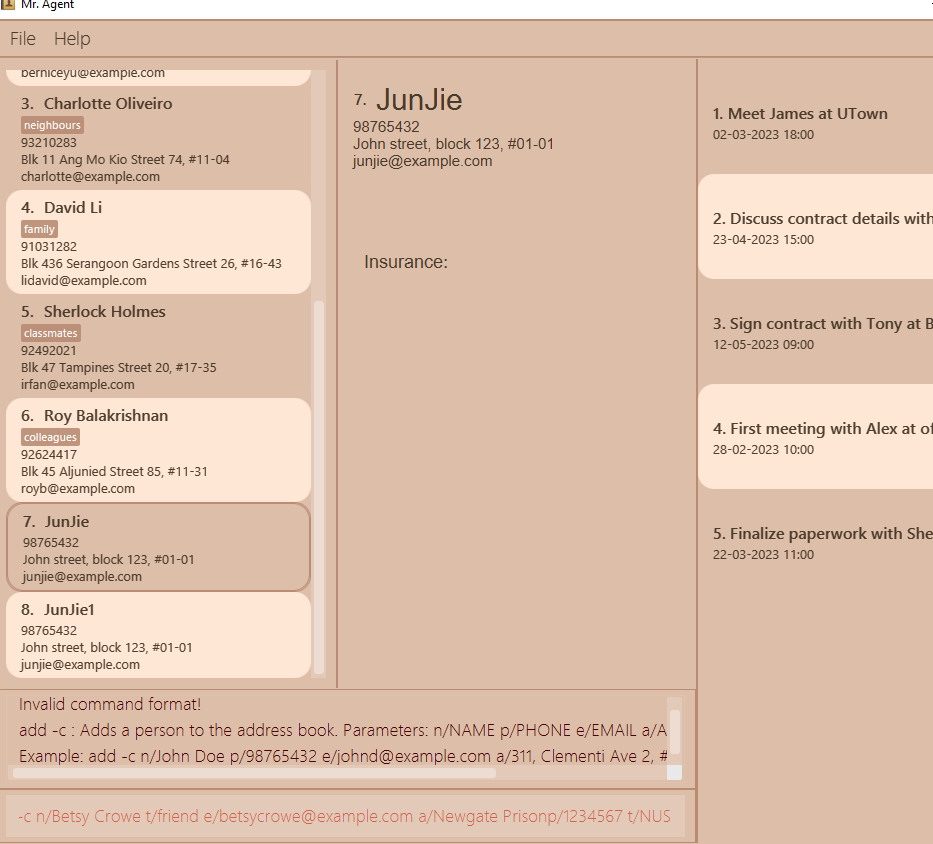 Mr. Agent
File Help
berniceyu@example.com
3. Charlotte Oliveiro
neighbours
93210283
Blk 11 Ang Mo Kio Street 74, #11-04
charlotte@example.com
4. David Li
family
91031282
Blk 436 Serangoon Gardens Street 26, #16-43
lidavid@example.com
5. Sherlock Holmes
classmates
92492021
Blk 47 Tampines Street 20, #17-35
irfan@example.com
6. Roy Balakrishnan
colleagues
92624417
Blk 45 Aljunied Street 85, #11-31
royb@example.com
7. JunJie
98765432
John street, block 123, #01-01
junjie@example.com
8. JunJie1
98765432
John street, block 123, #01-01
junjie@example.com
7. JunJie
98765432
John street, block 123, #01-01
junjie@example.com
Insurance:
1. Meet James at UTown
02-03-2023 18:00
2. Discuss contract details with
23-04-2023 15:00
3. Sign contract with Tony at B
12-05-2023 09:00
4. First meeting with Alex at of
28-02-2023 10:00
5. Finalize paperwork with She
22-03-2023 11:00
Invalid command format!
add -c : Adds a person to the address book. Parameters: n/NAME p/PHONE e/EMAIL a/A
Example: add -c n/John Doe p/98765432 e/johnd@example.com a/311, Clementi Ave 2, #
-c n/Betsy Crowe t/friend e/betsycrowe@example.com a/Newgate Prisonp/1234567 t/NUS